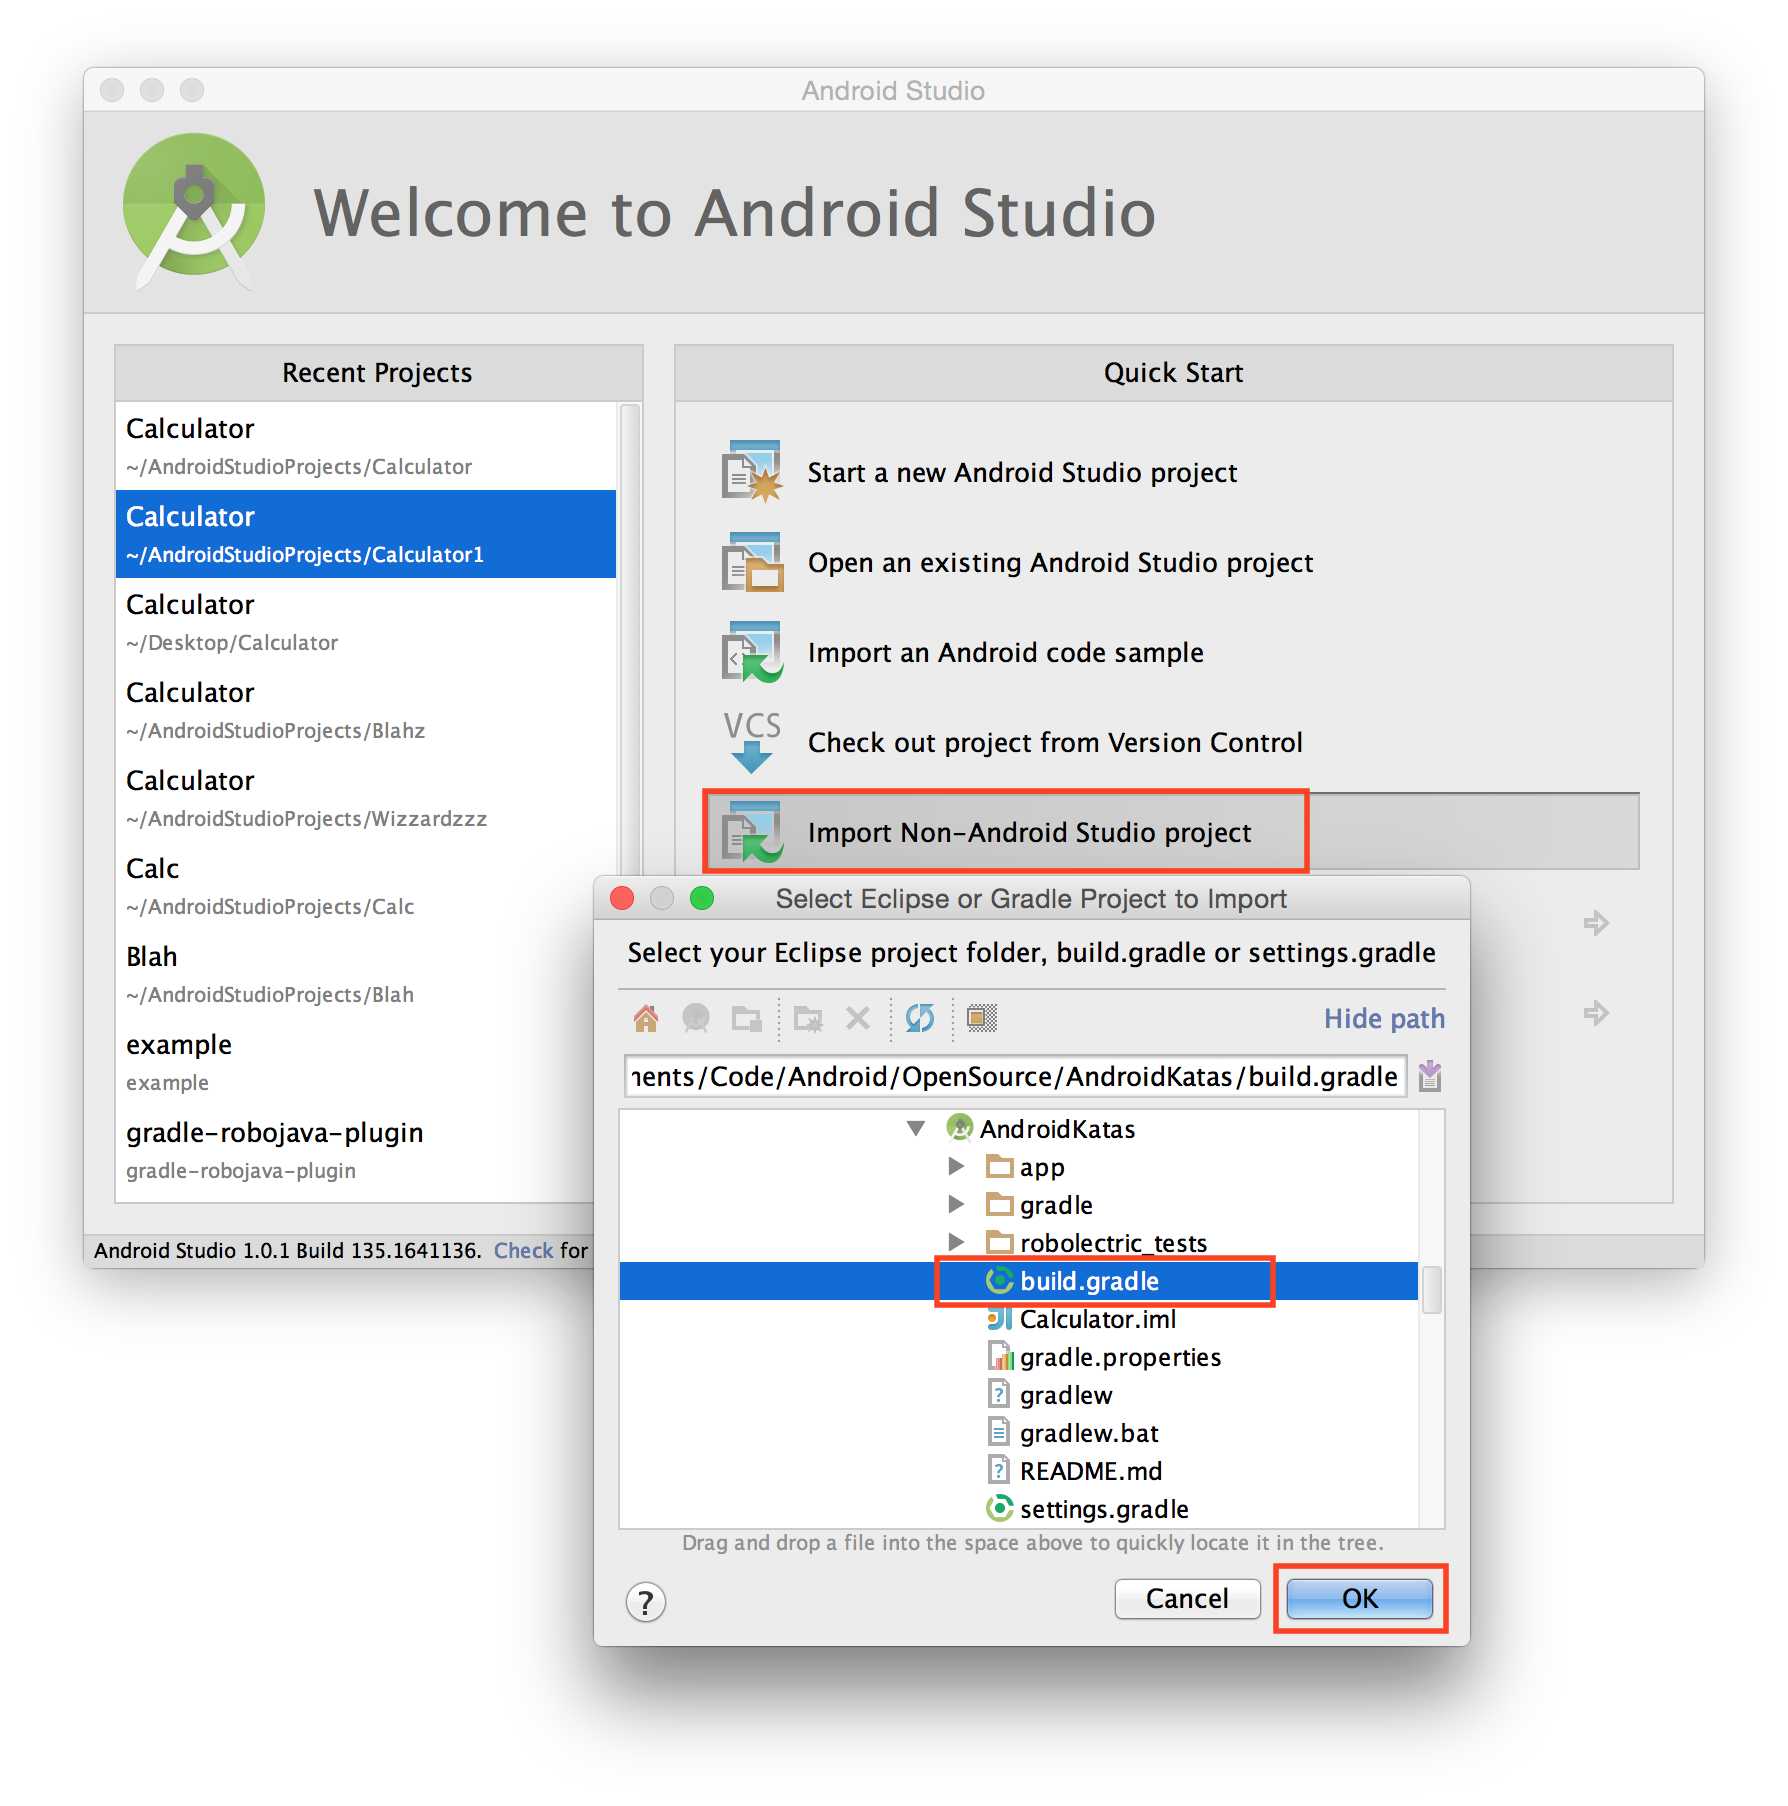 Android Studio
Welcome to Android Studio
Recent Projects
Calculator
~/AndroidStudioProjects/Calculator
Calculator
~/AndroidStudioProjects/Calculator1
Calculator
~/Desktop/Calculator
Calculator
~/AndroidStudioProjects/Blahz
Calculator
~/AndroidStudioProjects/Wizzardzzz
Calc
~/AndroidStudioProjects/Calc
Blah
~/AndroidStudioProjects/Blah
example
example
gradle-robojava-plugin
gradle-robojava-plugin
Quick Start
Start a new Android Studio project
Open an existing Android Studio project
Import an Android code sample
VCS
Check out project from Version Control
Import Non-Android Studio project
Android Studio 1.0.1 Build 135.1641136. Check for
Select Eclipse or Gradle Project to Import
Select your Eclipse project folder, build.gradle or settings.gradle
Hide path
nents/Code/Android/OpenSource/AndroidKatas/build.gradle
AndroidKatas
app
gradle
robolectric_tests
build.gradle
Calculator.iml
gradle.properties
gradlew
gradlew.bat
README.md
settings.gradle
Drag and drop a file into the space above to quickly locate it in the tree.
?
Cancel
OK